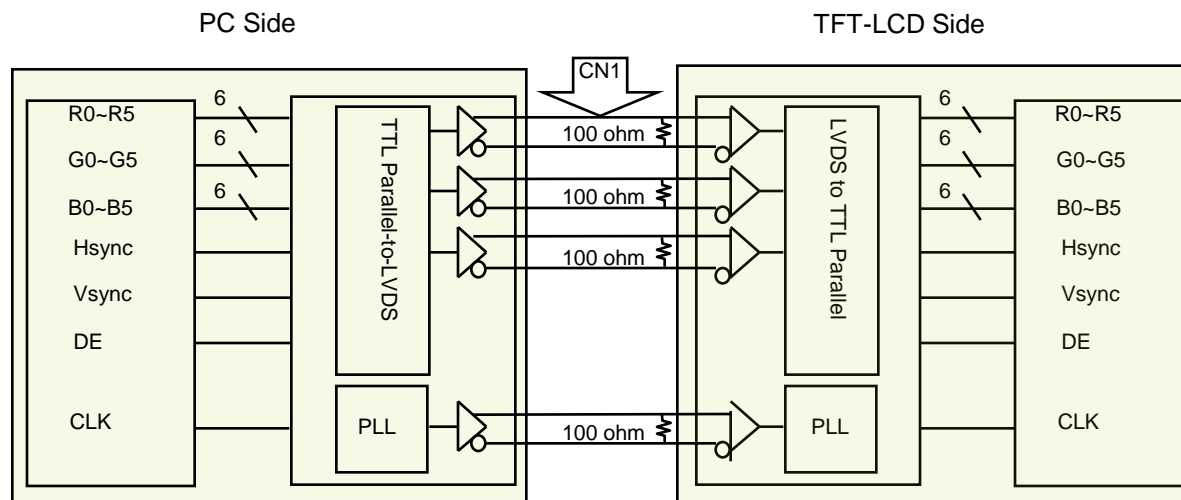 PC Side
TFT-LCD Side
CN1
R0~R5
6
G0~G5
6
B0~B5
6
Hsync
Vsync
DE
CLK
TTL Parallel-to-LVDS
PLL
100 ohm
100 ohm
100 ohm
100 ohm
LVDS to TTL Parallel
PLL
6
R0~R5
6
G0~G5
6
B0~B5
Hsync
Vsync
DE
CLK